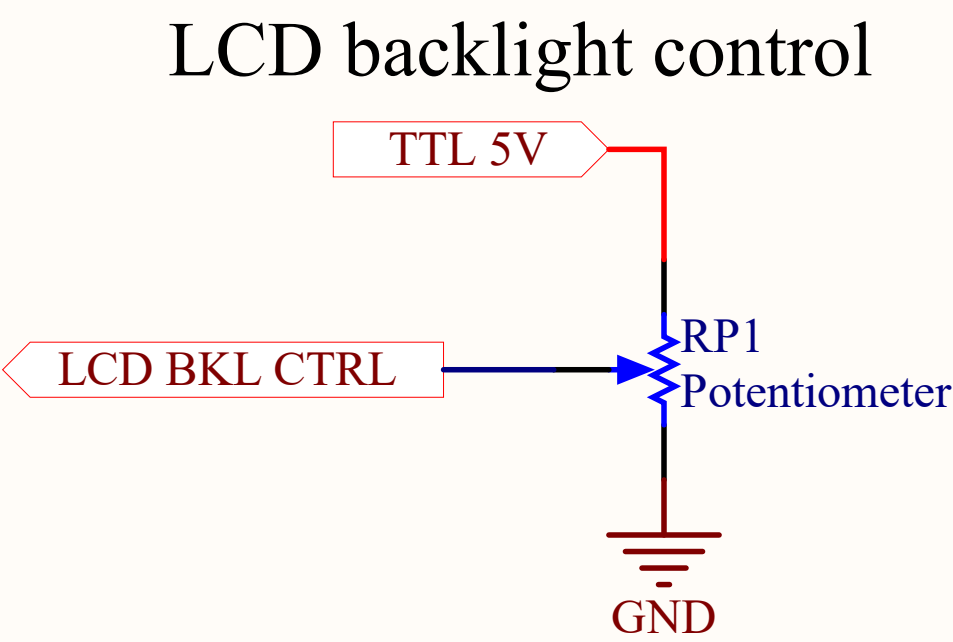 LCD backlight control
TTL 5V
RP1
LCD BKL CTRL
Potentiometer
GND